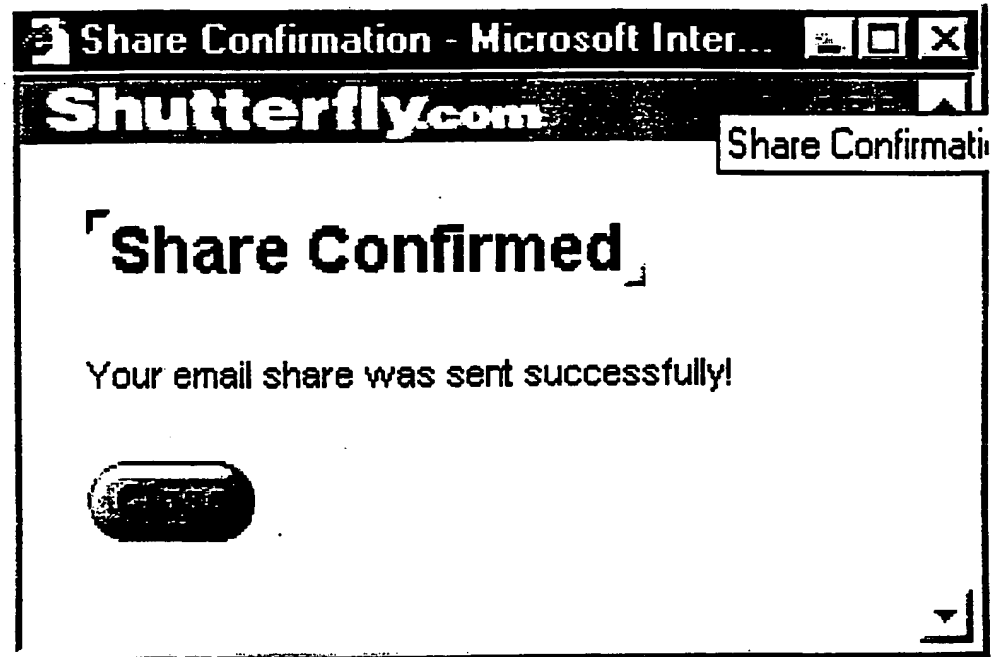 Share Confirmation - Microsoft Inter...
Shutterfly.com
Share Confirmati
Share Confirmed
Your email share was sent successfully!